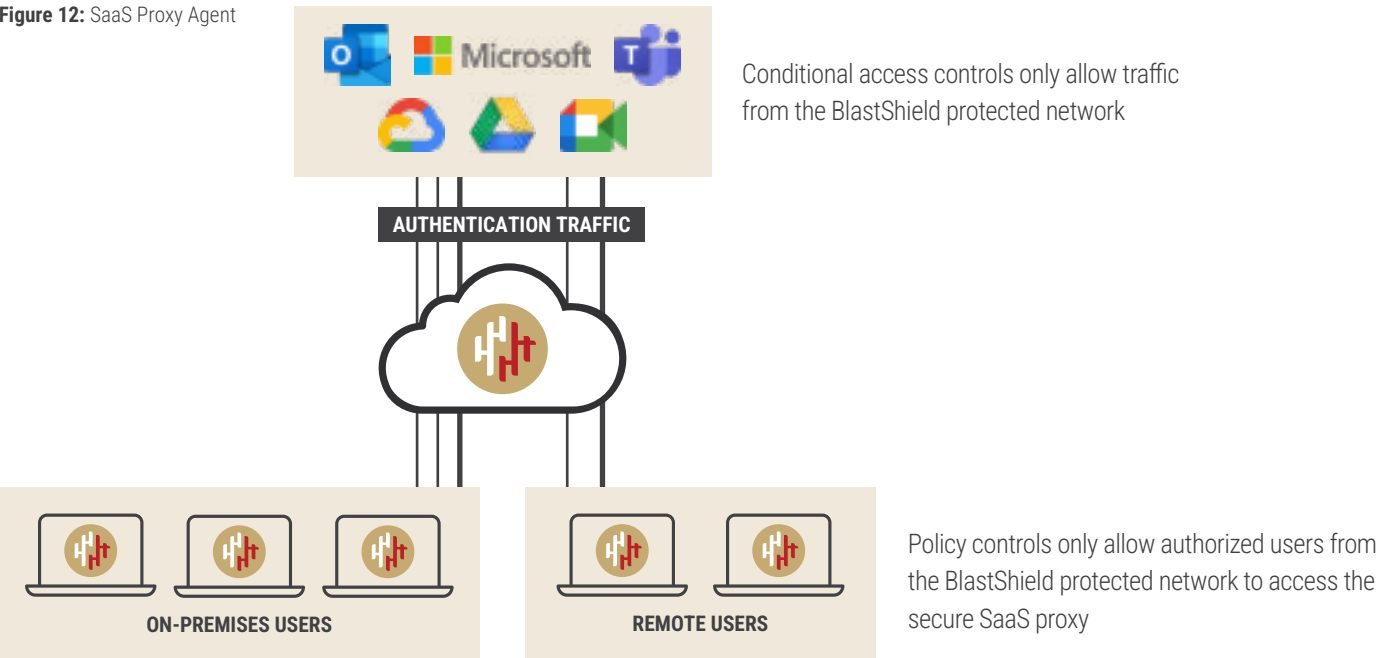 Figure 12: SaaS Proxy Agent
O
Microsoft
T
Conditional access controls only allow traffic
from the BlastShield protected network
AUTHENTICATION TRAFFIC
ON-PREMISES USERS
REMOTE USERS
Policy controls only allow authorized users from
the BlastShield protected network to access the
secure SaaS proxy